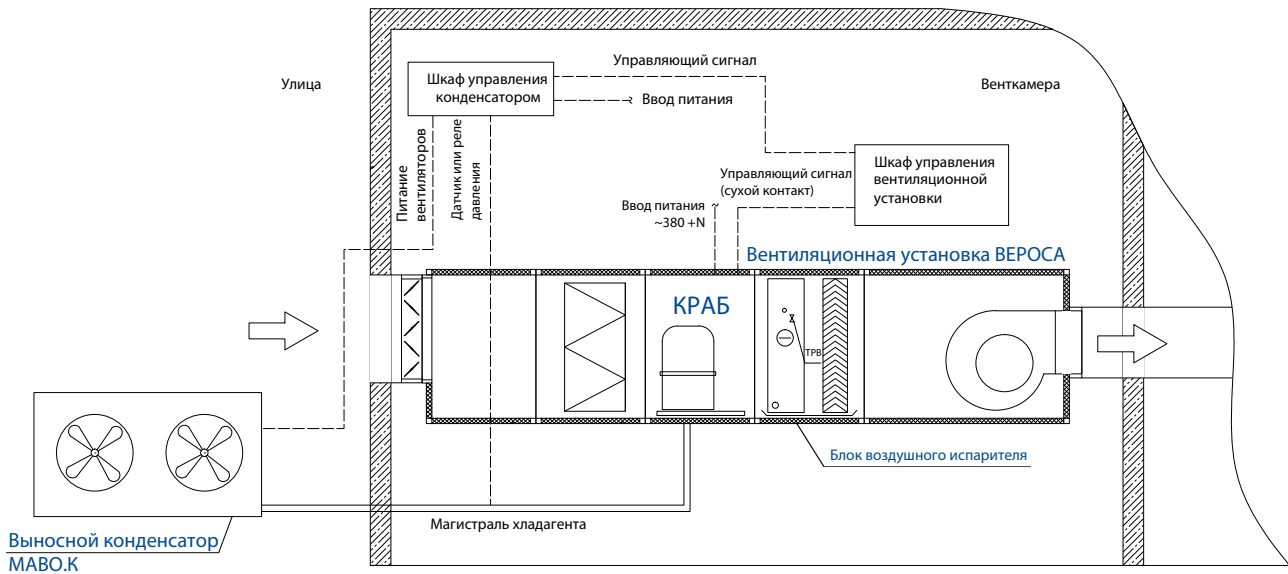 Управляющий сигнал
Улица
Шкаф управления
конденсатором
Ввод питания
Венткамера
Питание
вентиляторов
Датчик или реле
давления
Управляющий сигнал
(сухой контакт)
Шкаф управления
вентиляционной
установки
Ввод питания
~380 +N
Вентиляционная установка ВЕРОСА
КРАБ
ТРВ
Блок воздушного испарителя
Магистраль хладагента
Выносной конденсатор
МАВО.К